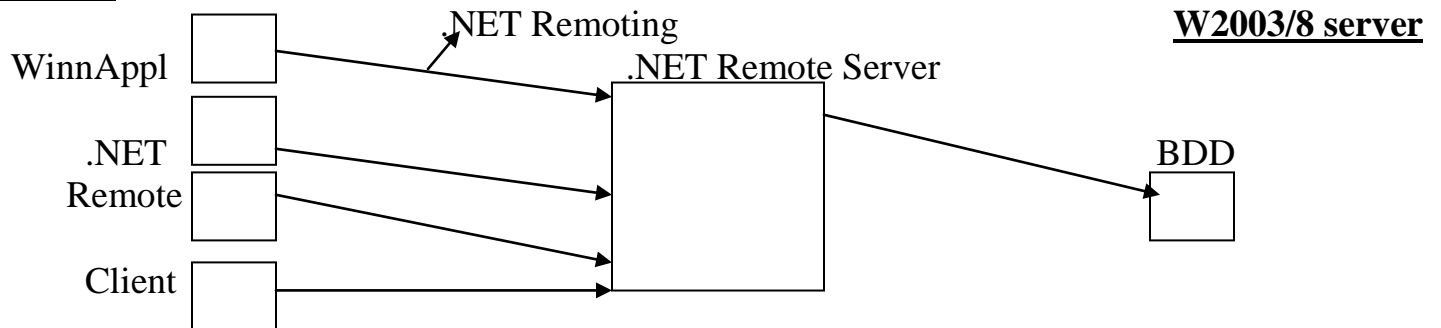 .NET Remoting
W2003/8 server
WinnAppl
.NET Remote Server
.NET
BDD
Remote
Client